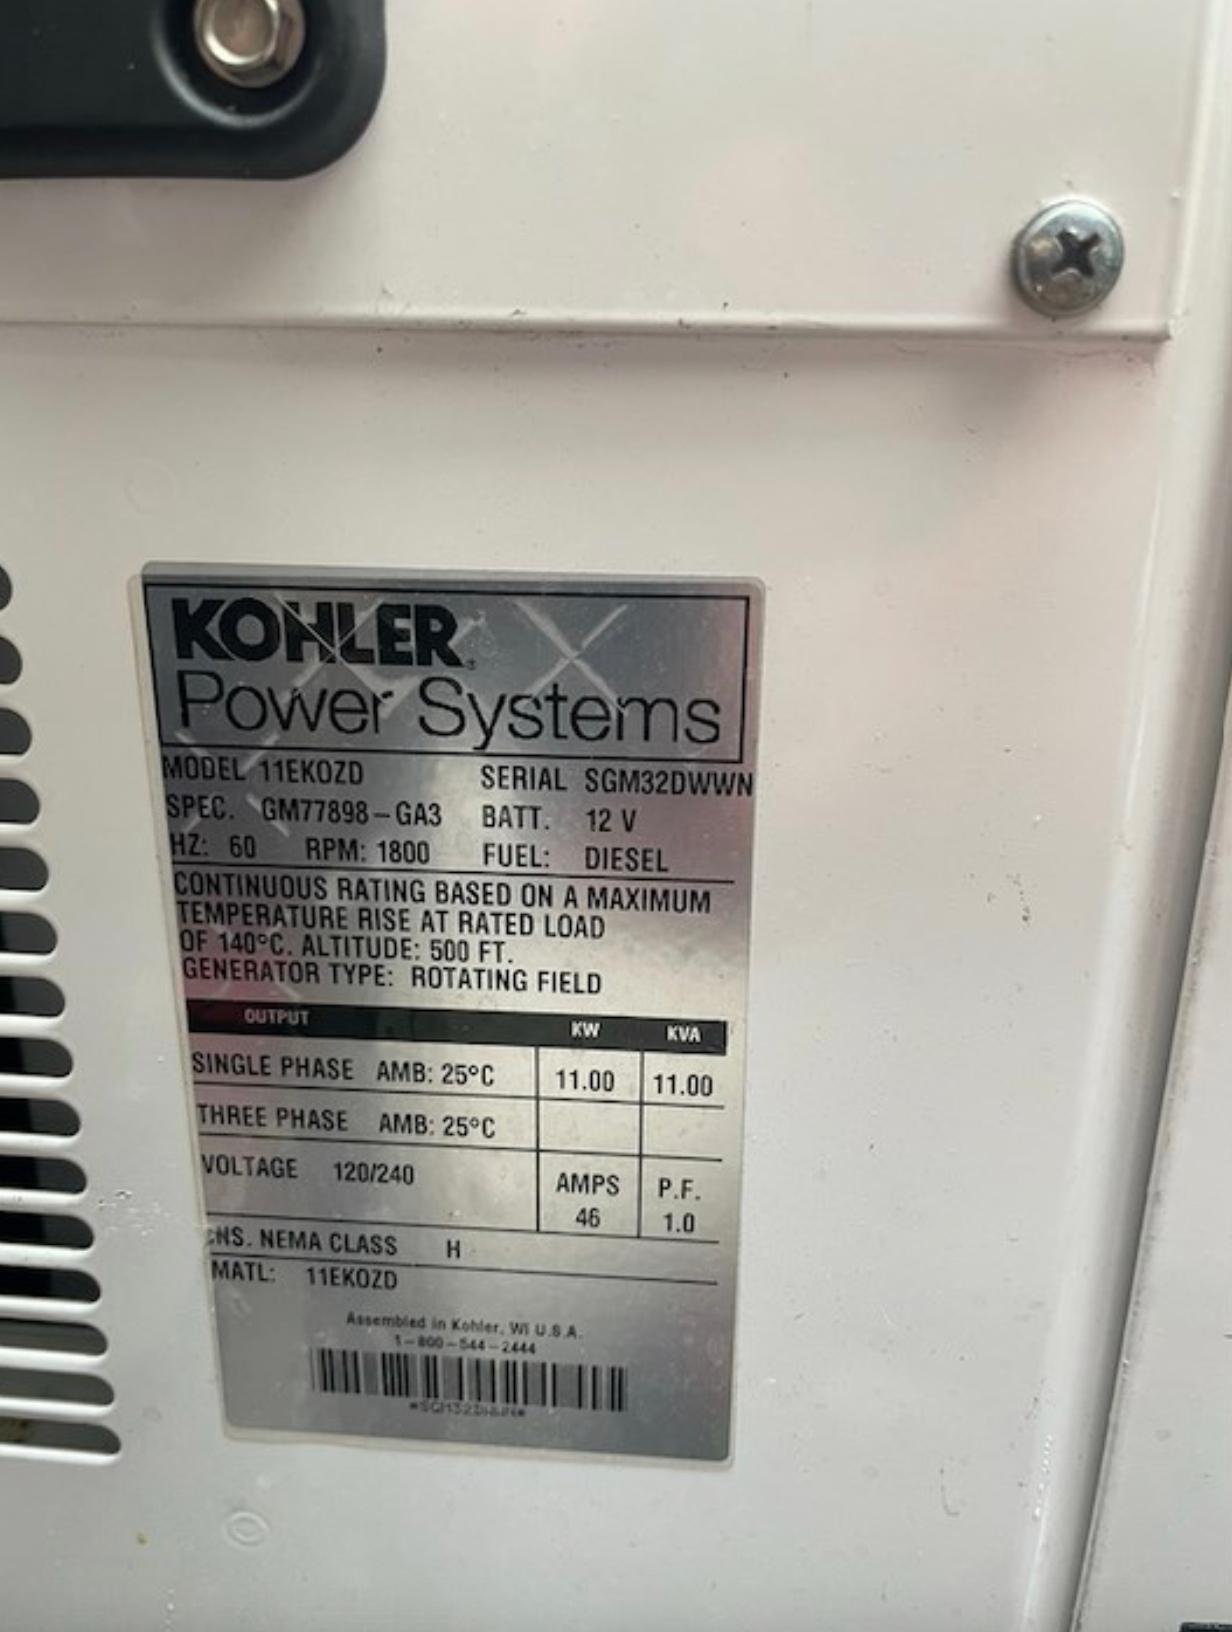 KOHLER®
Power Systems
MODEL 11EKOZD SERIAL SGM32DWWN
SPEC. GM77898-GA3 BATT. 12 V
HZ: 60 RPM: 1800 FUEL: DIESEL
CONTINUOUS RATING BASED ON A MAXIMUM
TEMPERATURE RISE AT RATED LOAD
OF 140°C. ALTITUDE: 500 FT.
GENERATOR TYPE: ROTATING FIELD
OUTPUT KW KVA
SINGLE PHASE AMB: 25°C 11.00 11.00
THREE PHASE AMB: 25°C
VOLTAGE 120/240 AMPS P.F.
46 1.0
INS. NEMA CLASS H
MATL: 11EKOZD
Assembled in Kohler, WI U.S.A.
1-800-544-2444